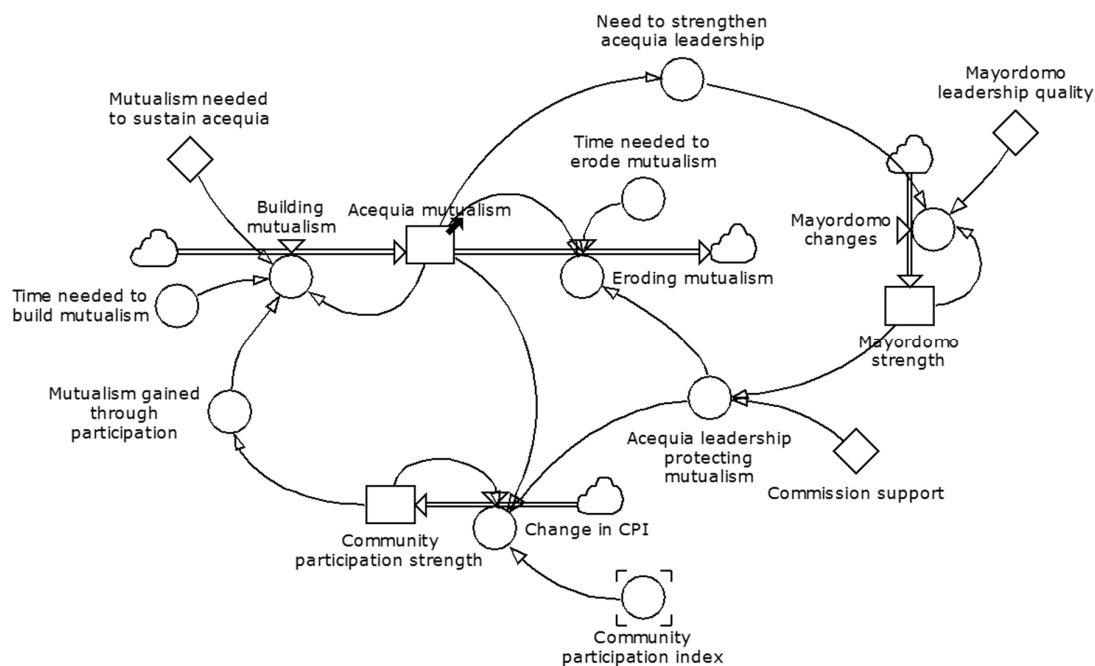 Need to strengthen
acequia leadership
Mayordomo
leadership quality
Mutualism needed
to sustain acequia
Time needed to
erode mutualism
Building
mutualism
Acequia mutualism
Mayordomo
changes
Eroding mutualism
Time needed to
build mutualism
Mayordomo
strength
Mutualism gained
through
participation
Acequia leadership
protecting
mutualism
Commission support
Community
participation strength
Change in CPI
Community
participation index